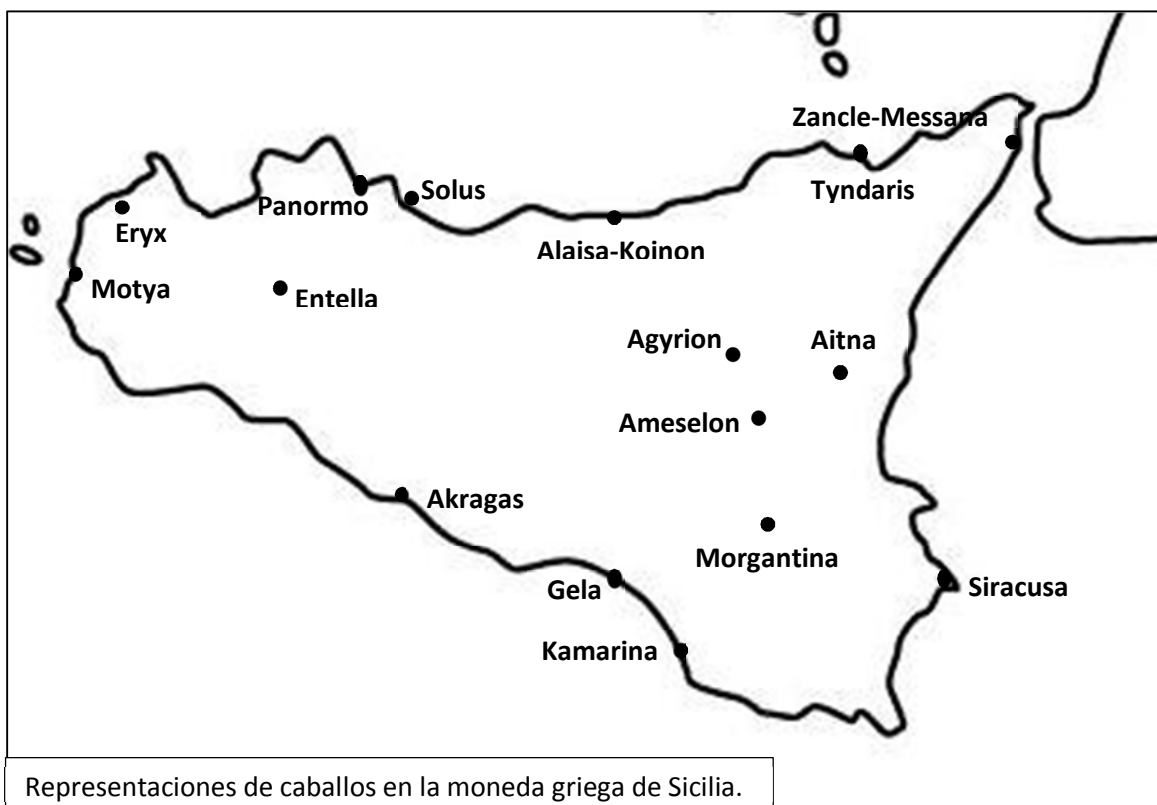 Zancle-Messana
Tyndaris
Solus
Panormo
Eryx
Alaisa-Koinon
Motya
Entella
Agyrion
Aitna
Ameselon
Akragas
Morgantina
Gela
Siracusa
Kamarina
Representaciones de caballos en la moneda griega de Sicilia.